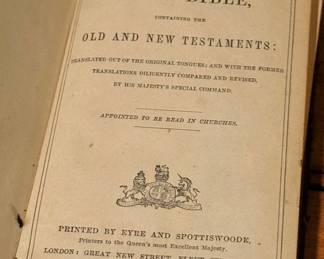 BIBLE,
CONTAINING THE
OLD AND NEW TESTAMENTS:
TRANSLATED OUT OF THE ORIGINAL TONGUES; AND WITH THE FORMER
TRANSLATIONS DILIGENTLY COMPARED AND REVISED,
BY HIS MAJESTY'S SPECIAL COMMAND.
APPOINTED TO BE READ IN CHURCHES.
PRINTED BY EYRE AND SPOTTISWOODE,
Printers to the Queen's most Excellent Majesty.
LONDON: GREAT NEW STREET,